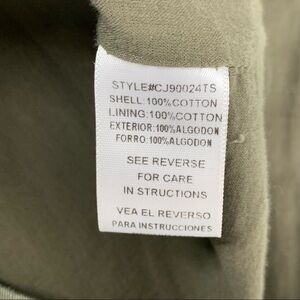 STYLE#CJ90024TS
SHELL:100%COTTON
LINING:100%COTTON
EXTERIOR:100%ALGODON
FORRO:100%ALGODON
SEE REVERSE
FOR CARE
IN STRUCTIONS
VEA EL REVERSO
PARA INSTRUCCIONES